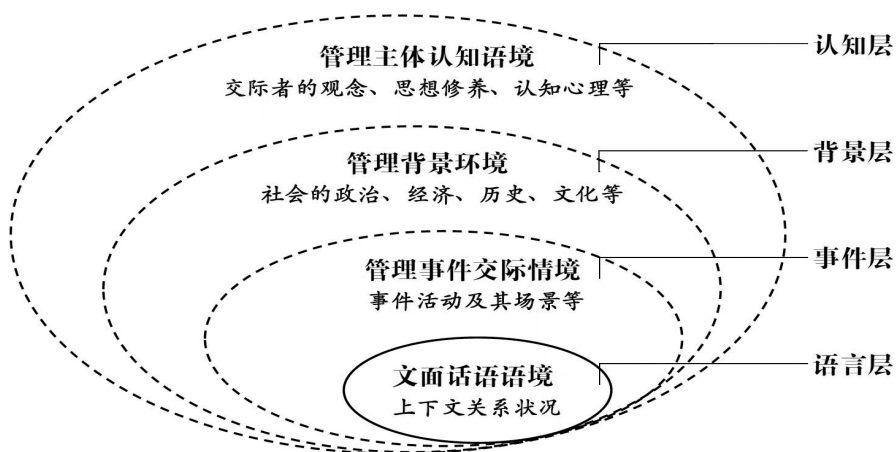 管理主体认知语境
交际者的观念、思想修养、认知心理等
认知层
管理背景环境
社会的政治、经济、历史、文化等
背景层
管理事件交际情境
事件活动及其场景等
事件层
文面话语语境
上下文关系状况
语言层